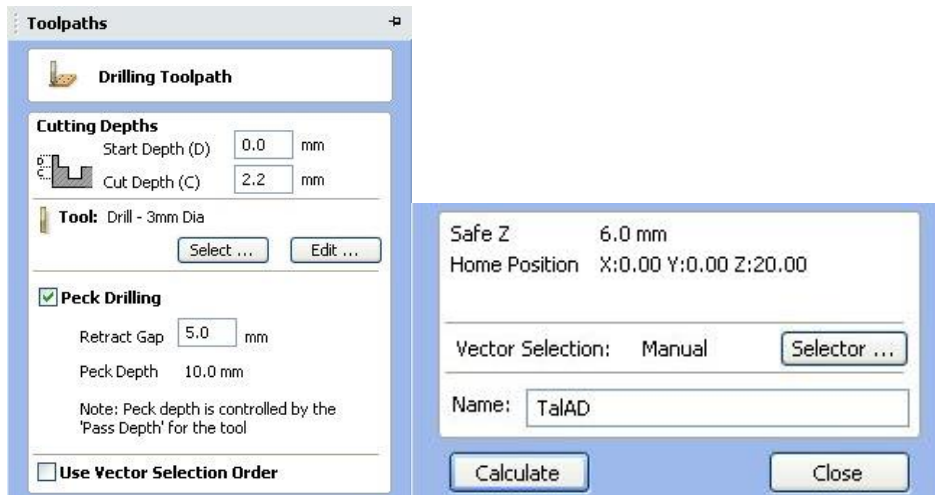 Toolpaths
Drilling Toolpath
Cutting Depths
Start Depth (D) 0.0 mm
Cut Depth (C) 2.2 mm
D
C
Tool: Drill - 3mm Dia
Select ... Edit ...
Peck Drilling
Retract Gap 5.0 mm
Peck Depth 10.0 mm
Note: Peck depth is controlled by the
'Pass Depth' for the tool
Use Vector Selection Order
Safe Z 6.0 mm
Home Position X:0.00 Y:0.00 Z:20.00
Vector Selection: Manual Selector ...
Name: TalAD
Calculate Close